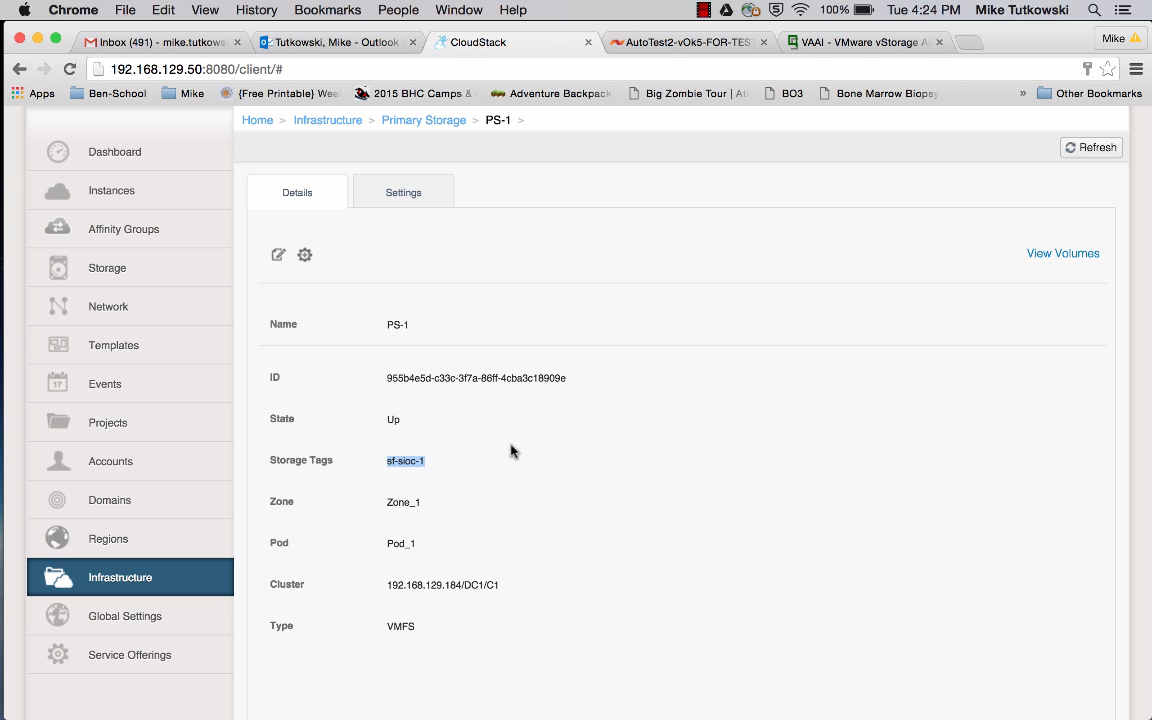 Chrome File Edit View History Bookmarks People Window Help 5 100% Tue 4:24 PM Mike Tutkowski
Inbox (491) - mike.tutkows × Tutkowski, Mike - Outlook × CloudStack × AutoTest2-vOk5-FOR-TES × VAAI - VMware vStorage A × Mike
192.168.129.50:8080/client/#
Apps Ben-School Mike {Free Printable} Wee 2015 BHC Camps & Adventure Backpack Big Zombie Tour | Atl BO3 Bone Marrow Biopsy » Other Bookmarks
Home > Infrastructure > Primary Storage > PS-1 >
Refresh
Dashboard
Instances
Affinity Groups
Storage
Network
Templates
17 Events
Projects
Accounts
Domains
Regions
Infrastructure
Global Settings
Service Offerings
Details Settings
View Volumes
Name PS-1
ID 955b4e5d-c33c-3f7a-86ff-4cba3c18909e
State Up
Storage Tags sf-sioc-1
Zone Zone_1
Pod Pod_1
Cluster 192.168.129.184/DC1/C1
Type VMFS